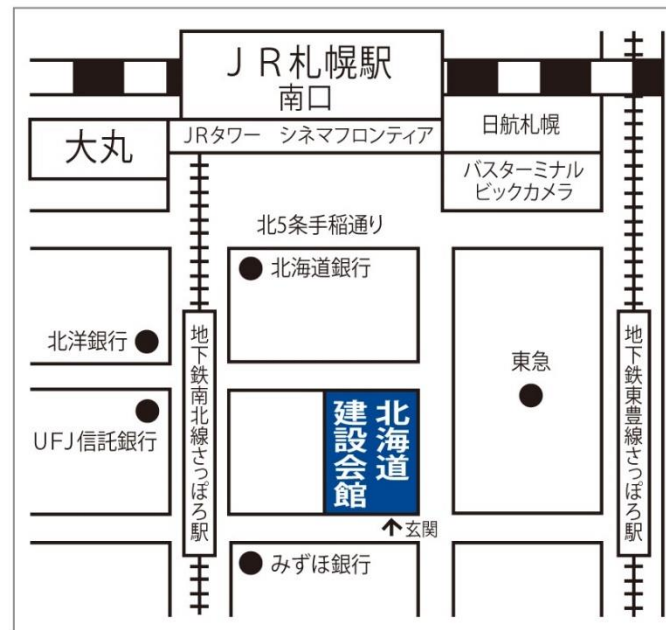 ＪＲ札幌駅
南口
大丸
JRタワー　シネマフロンティア
日航札幌
バスターミナル
ビックカメラ
北5条手稲通り
北海道銀行
北洋銀行
地下鉄南北線さっぽろ駅
東急
地下鉄東豊線さっぽろ駅
UFJ信託銀行
北海道
建設会館
玄関
みずほ銀行